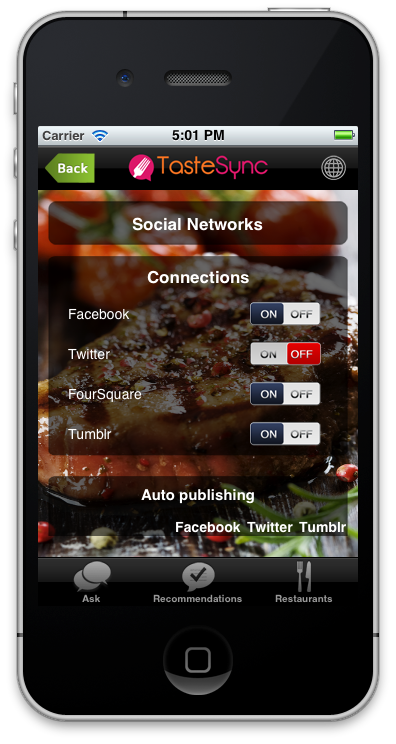 Carrier 5:01 PM
Back TasteSync
Social Networks
Connections
Facebook ON OFF
Twitter ON OFF
FourSquare ON OFF
Tumblr ON OFF
Auto publishing
Facebook Twitter Tumblr
Ask Recommendations Restaurants